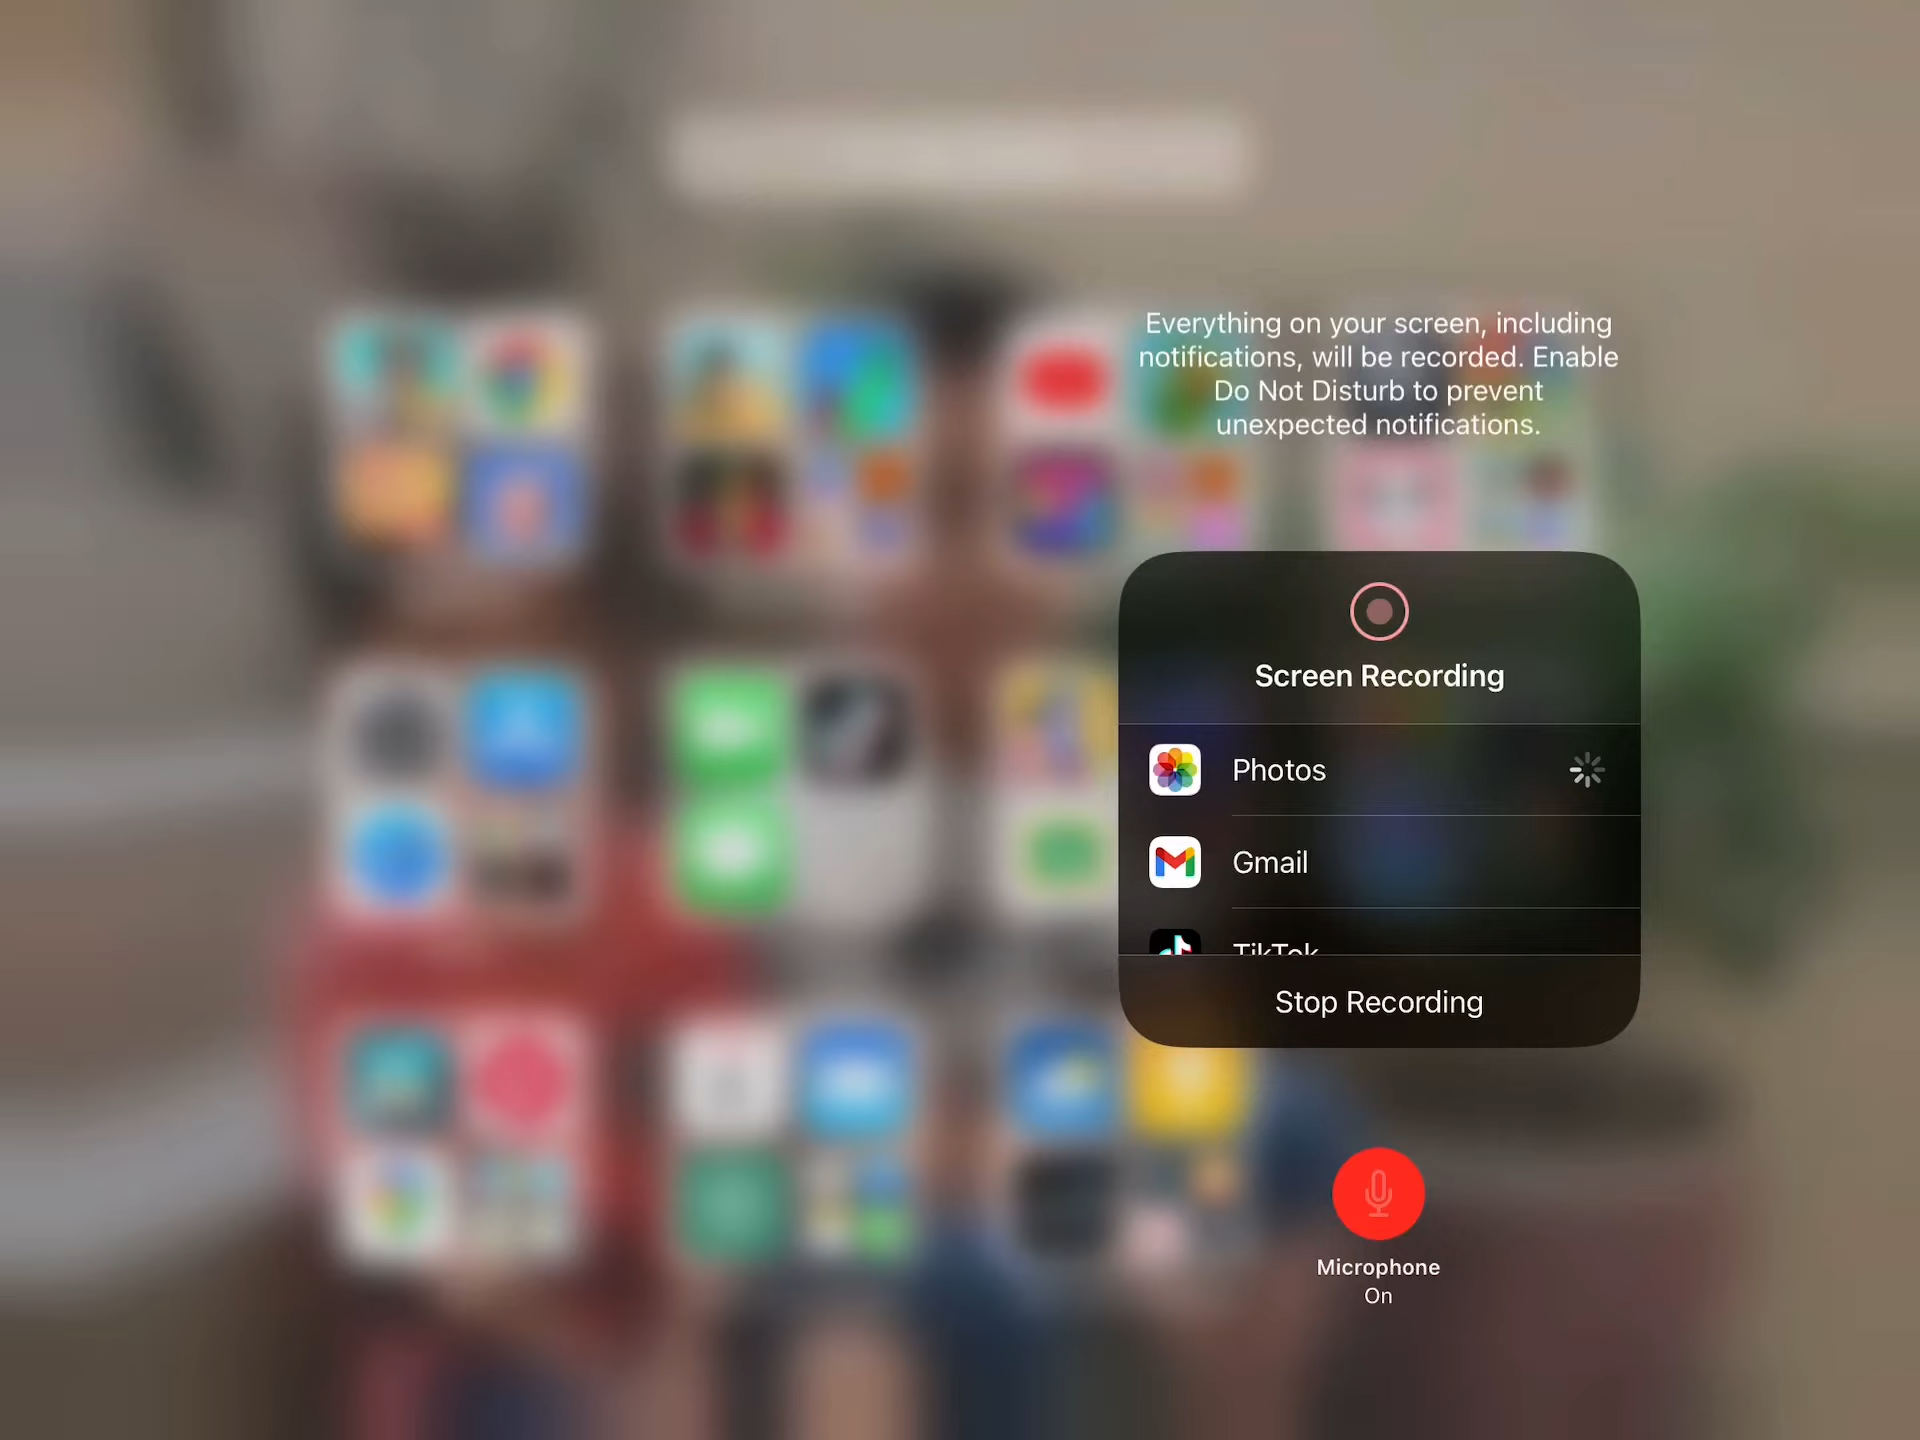 Everything on your screen, including
notifications, will be recorded. Enable
Do Not Disturb to prevent
unexpected notifications.
Screen Recording
Photos
Gmail
TikTok
Stop Recording
Microphone
On